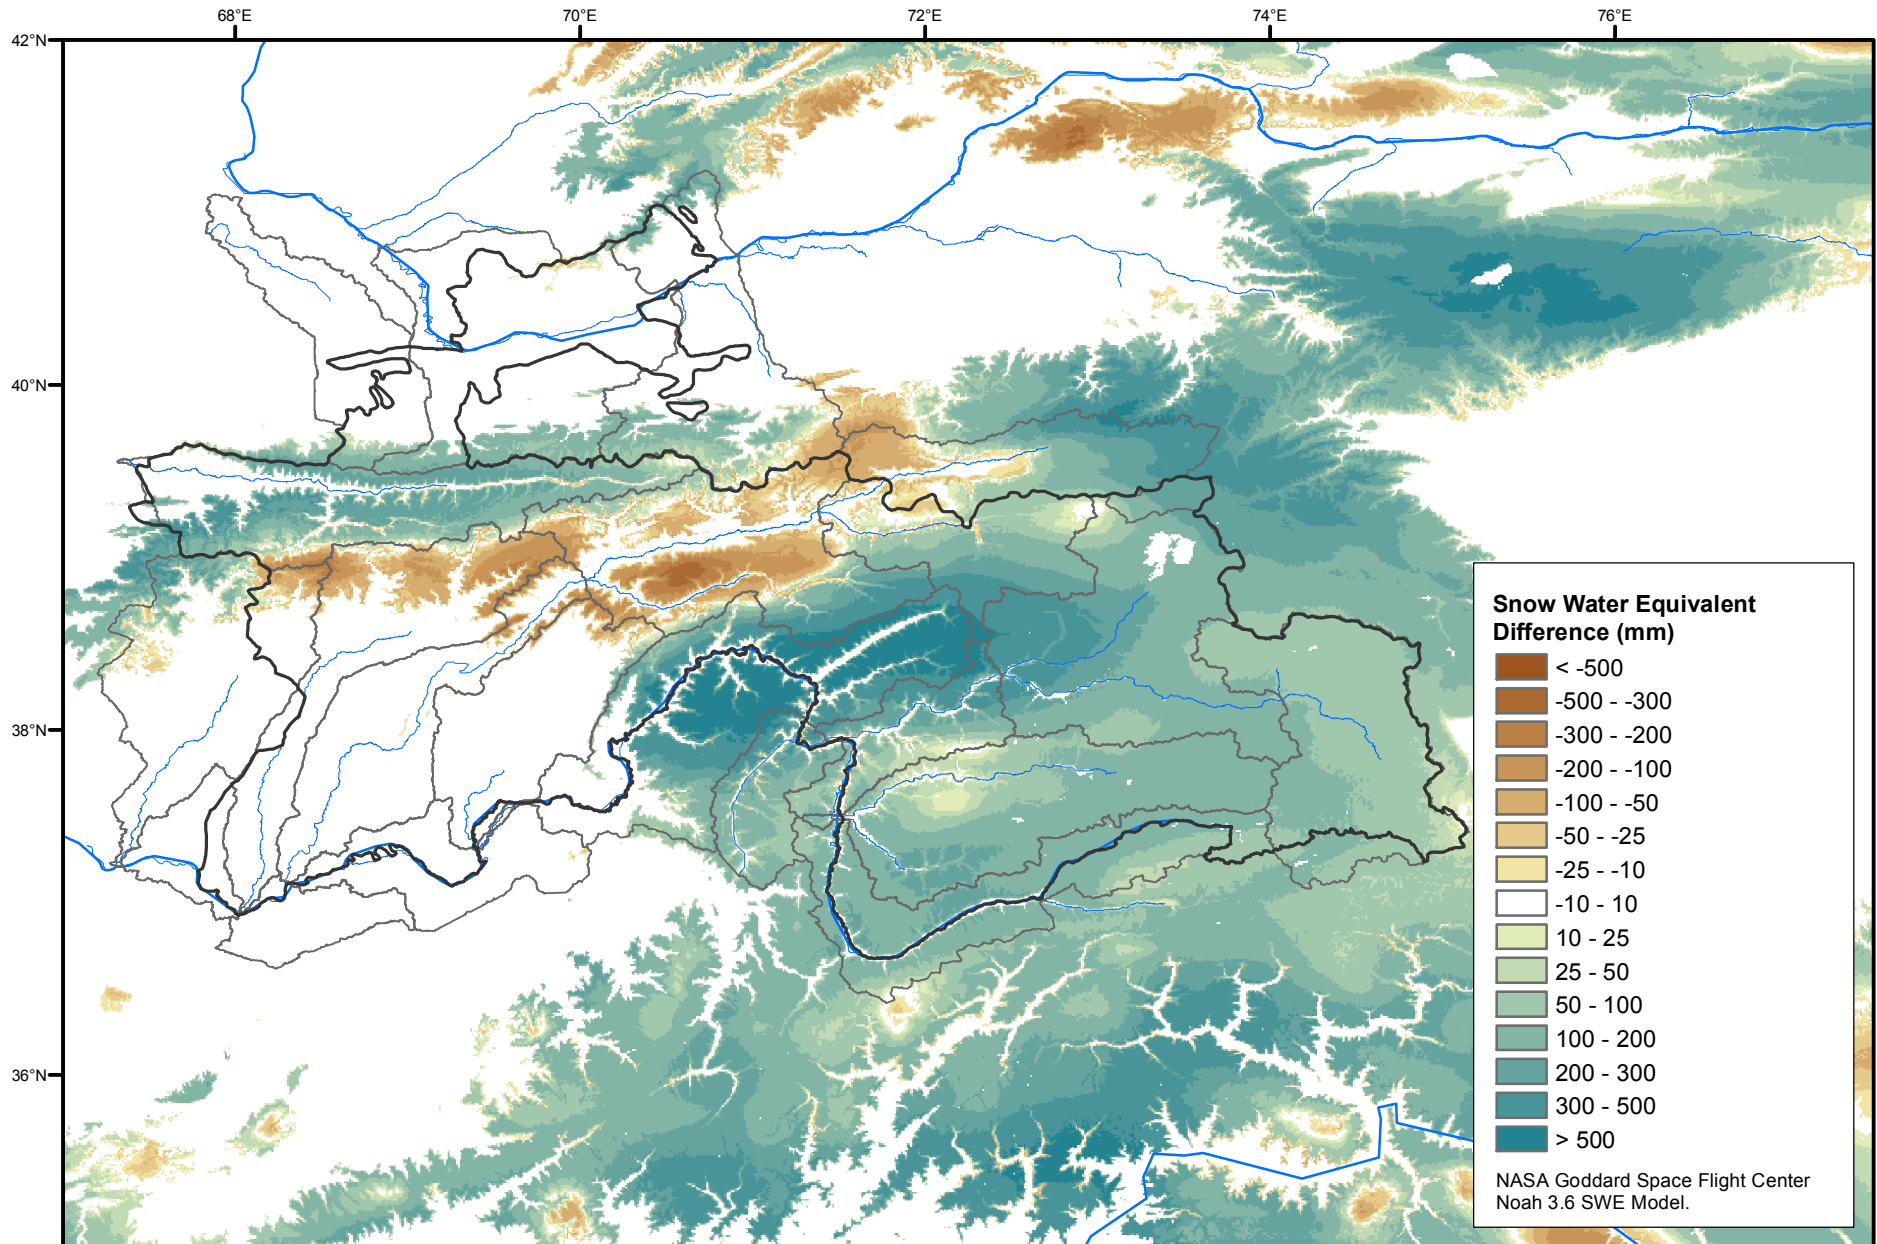 68°E
70°E
72°E
74°E
76°E
42°N
40°N
38°N
36°N
Snow Water Equivalent
Difference (mm)
< -500
-500 - -300
-300 - -200
-200 - -100
-100 - -50
-50 - -25
-25 - -10
-10 - 10
10 - 25
25 - 50
50 - 100
100 - 200
200 - 300
300 - 500
> 500
NASA Goddard Space Flight Center
Noah 3.6 SWE Model.